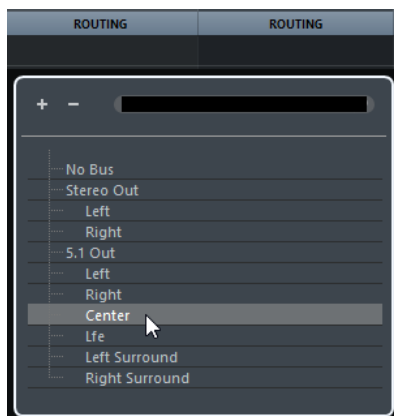 ROUTING ROUTING
+ −
No Bus
Stereo Out
Left
Right
5.1 Out
Left
Right
Center
Lfe
Left Surround
Right Surround